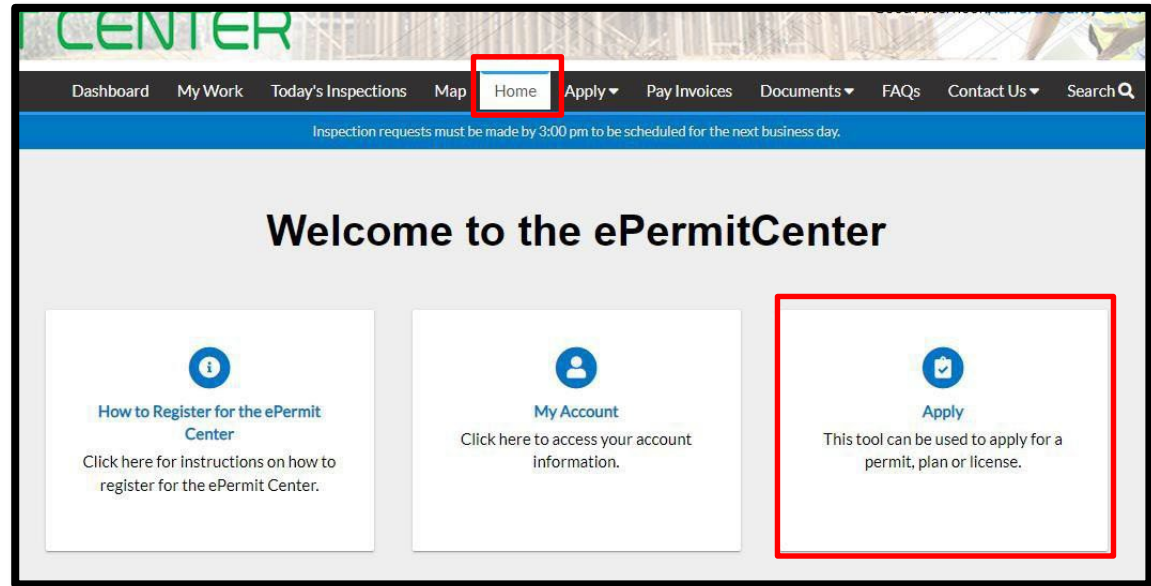 CENTER
Dashboard My Work Today's Inspections Map Home Apply Pay Invoices Documents FAQs Contact Us Search
Inspection requests must be made by 3:00 pm to be scheduled for the next business day.
Welcome to the ePermitCenter
How to Register for the ePermit
Center
Click here for instructions on how to
register for the ePermit Center.
My Account
Click here to access your account
information.
Apply
This tool can be used to apply for a
permit, plan or license.